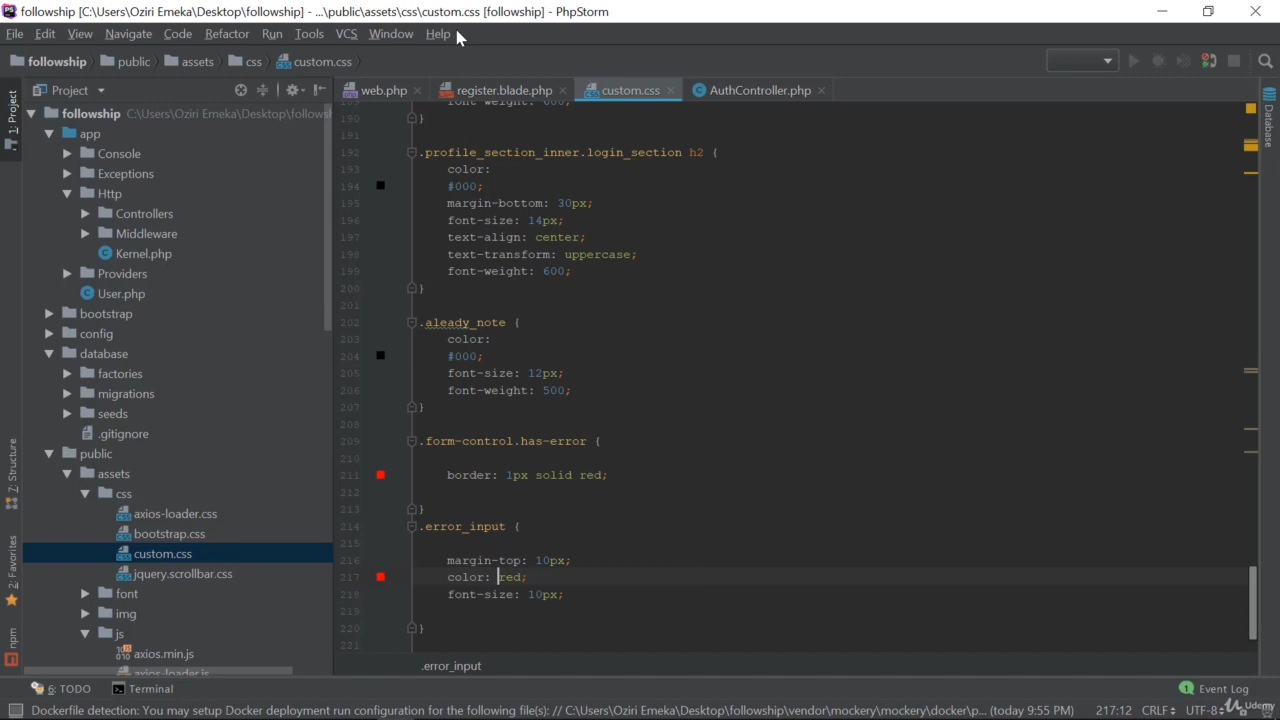 followship [C:\Users\Oziri Emeka\Desktop\followship] - ...\public\assets\css\custom.css [followship] - PhpStorm
File Edit View Navigate Code Refactor Run Tools VCS Window Help
followship public assets css custom.css
Project
web.php register.blade.php custom.css AuthController.php
1: Project
7: Structure
2: Favorites
npm
Database
followship C:\Users\Oziri Emeka\Desktop\followsh
app
Console
Exceptions
Http
Controllers
Middleware
Kernel.php
Providers
User.php
bootstrap
config
database
factories
migrations
seeds
.gitignore
public
assets
css
axios-loader.css
bootstrap.css
custom.css
jquery.scrollbar.css
font
img
js
axios.min.js
axios-loader.js
189 font-weight: 600;
190 }
191
192 .profile_section_inner.login_section h2 {
193 color:
194 #000;
195 margin-bottom: 30px;
196 font-size: 14px;
197 text-align: center;
198 text-transform: uppercase;
199 font-weight: 600;
200 }
201
202 .aleady_note {
203 color:
204 #000;
205 font-size: 12px;
206 font-weight: 500;
207 }
209 .form-control.has-error {
210
211 border: 1px solid red;
212
213 }
214 .error_input {
215
216 margin-top: 10px;
217 color: red;
218 font-size: 10px;
219
220 }
221
.error_input
6: TODO Terminal
1 Event Log
Dockerfile detection: You may setup Docker deployment run configuration for the following file(s): // C:\Users\Oziri Emeka\Desktop\followship\vendor\mockery\mockery\docker\p... (today 9:55 PM) 217:12 CRLF UTF-8
Udemy